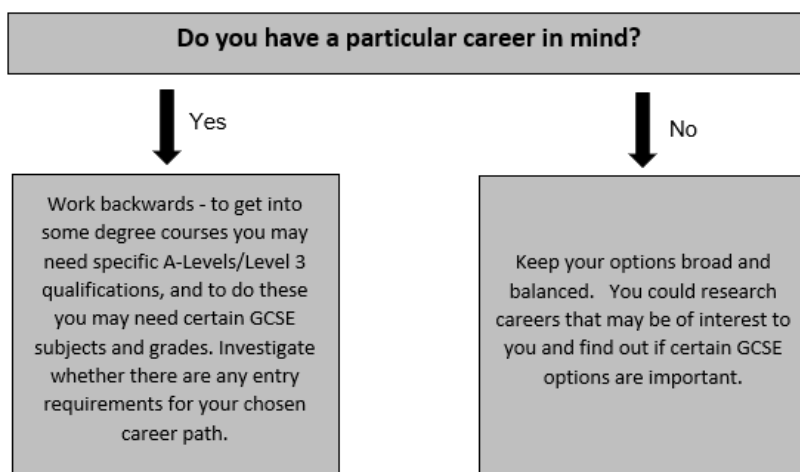 Do you have a particular career in mind?
Yes
No
Work backwards - to get into
some degree courses you may
need specific A-Levels/Level 3
qualifications, and to do these
you may need certain GCSE
subjects and grades. Investigate
whether there are any entry
requirements for your chosen
career path.
Keep your options broad and
balanced.   You could research
careers that may be of interest to
you and find out if certain GCSE
options are important.